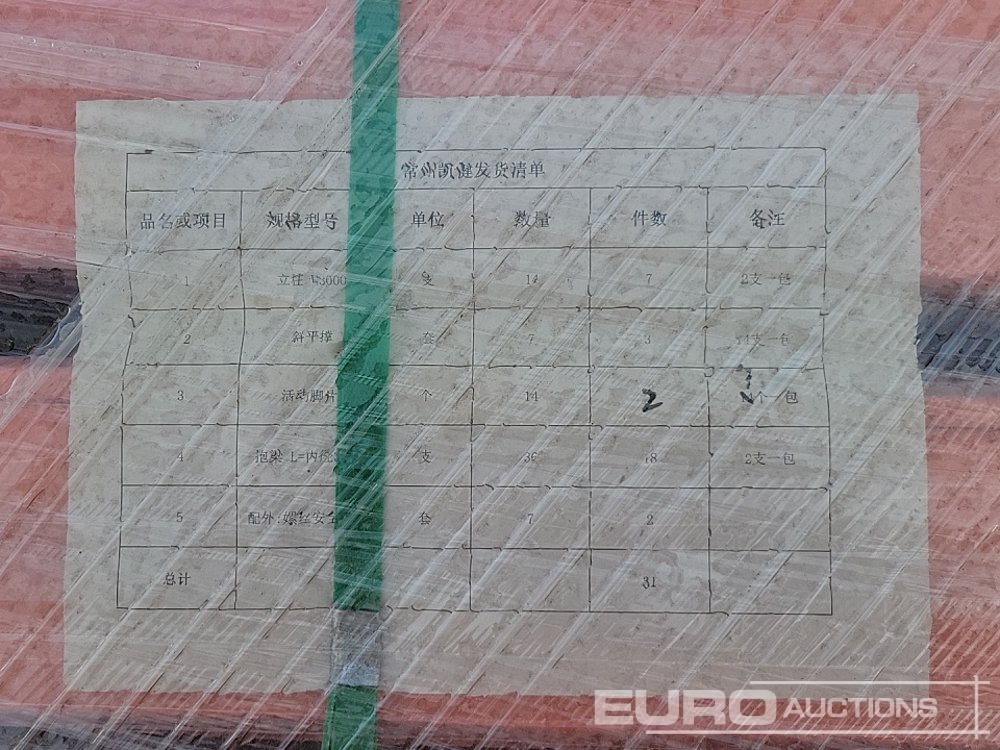 常州凯健发货清单
品名或项目 规格型号 单位 数量 件数 备注
1 立柱 支 14 7 2支一包
2 斜平撑 套 7 3 支一包
3 活动脚 个 14 2 个一包
4 抱梁 L=内 支 36 18 2支一包
5 配外:螺丝安 套 7 2
总计 31
EURO AUCTIONS